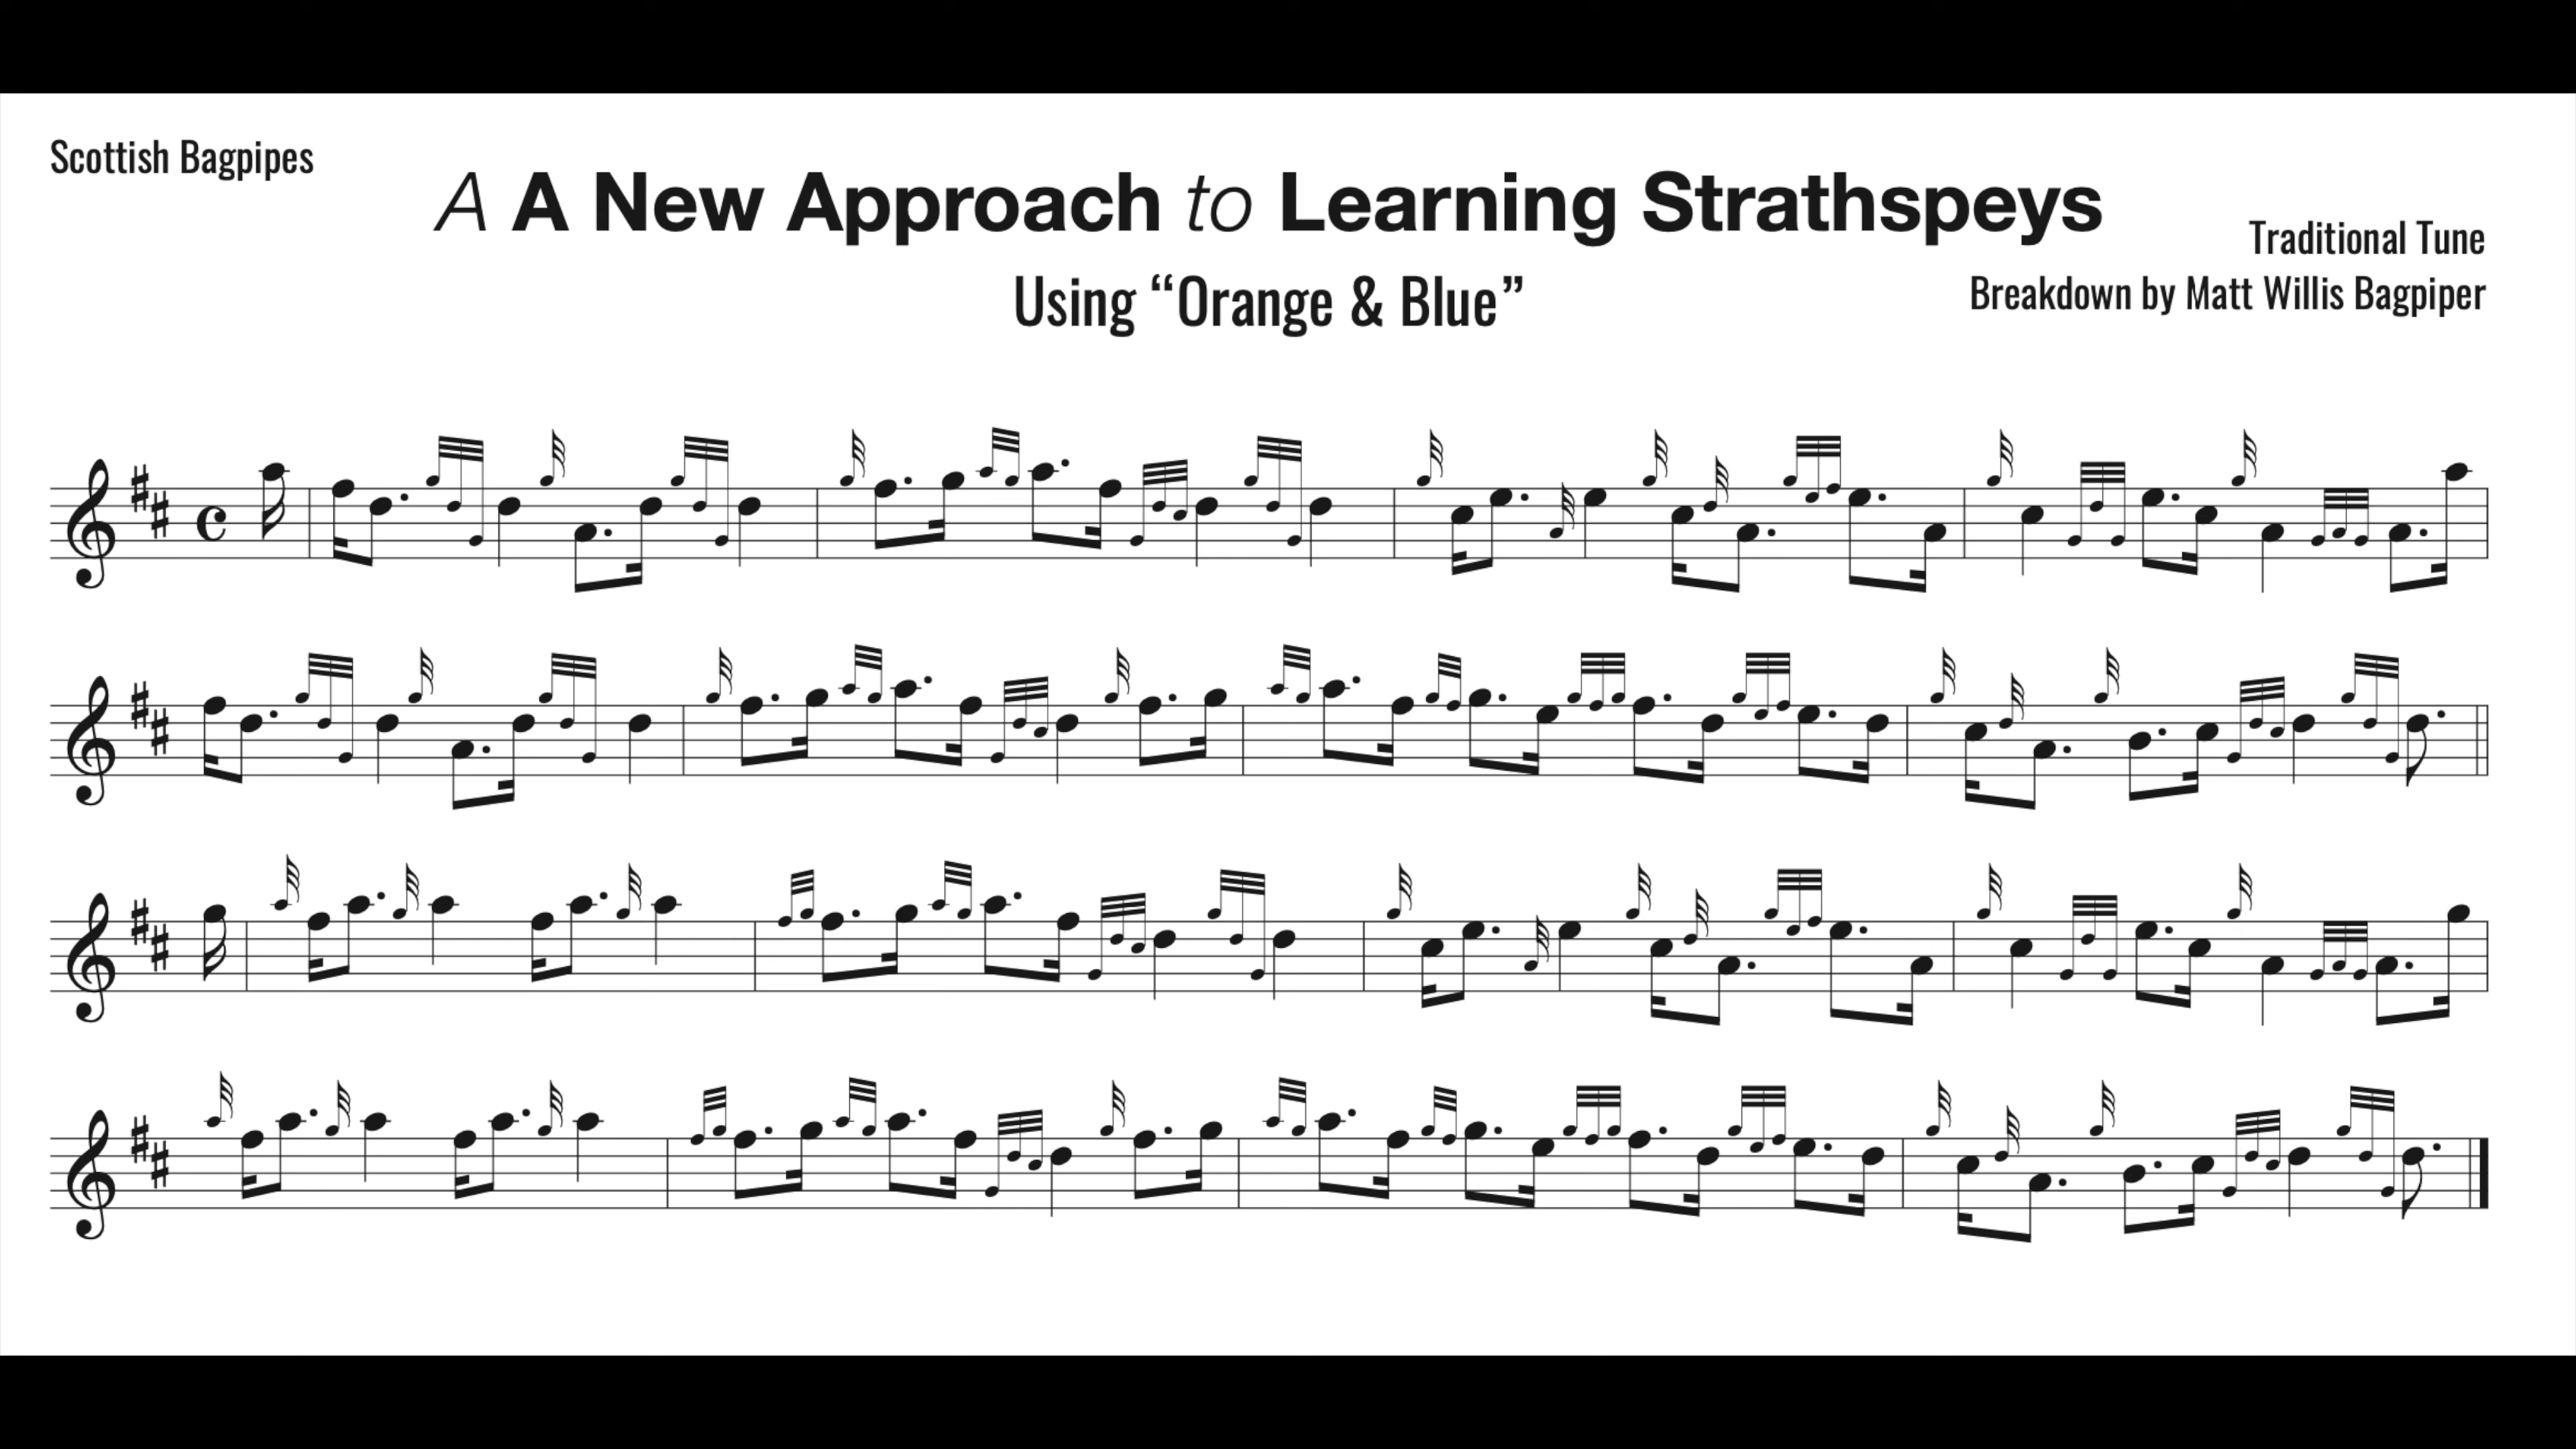 Scottish Bagpipes
A A New Approach to Learning Strathspeys
Traditional Tune
Using “Orange & Blue”
Breakdown by Matt Willis Bagpiper